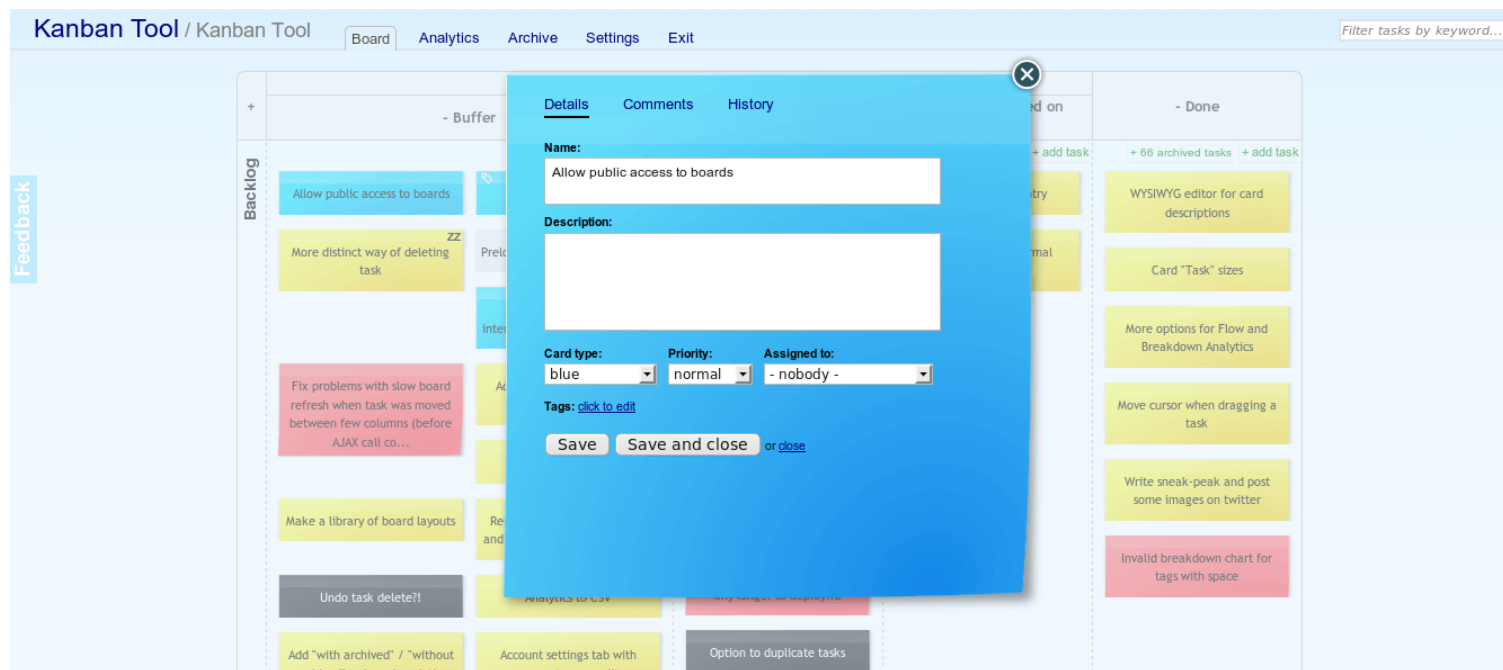 Kanban Tool / Kanban Tool
Board
Analytics
Archive
Settings
Exit
Filter tasks by keyword...
Feedback
+
- Buffer
on
- Done
Backlog
+ add task
+ 66 archived tasks
+ add task
Allow public access to boards
ZZ
More distinct way of deleting
task
Fix problems with slow board
refresh when task was moved
between few columns (before
AJAX call co...
Make a library of board layouts
Undo task delete?!
Add "with archived" / "without
and
Analytics to CSV
Account settings tab with
any longer to
Option to duplicate tasks
Details
Comments
History
Name:
Allow public access to boards
Description:
Card type:
Priority:
Assigned to:
blue
normal
- nobody -
Tags: click to edit
Save
Save and close
or close
WYSIWYG editor for card
descriptions
Card "Task" sizes
More options for Flow and
Breakdown Analytics
Move cursor when dragging a
task
Write sneak-peak and post
some images on twitter
Invalid breakdown chart for
tags with space